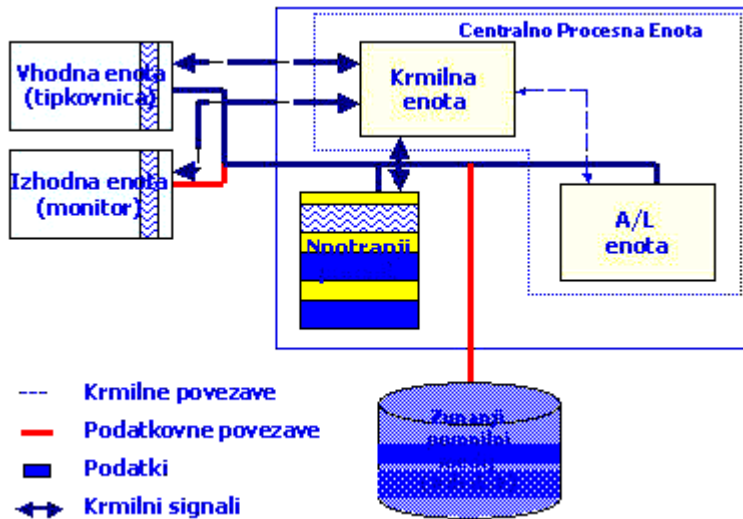 Centralno Procesna Enota
Vhodna enota
(tipkovnica)
Krmilna
enota
Izhodna enota
(monitor)
A/L
enota
Zunanji
Krmilne povezave
Podatkovne povezave
Podatki
Krmilni signali